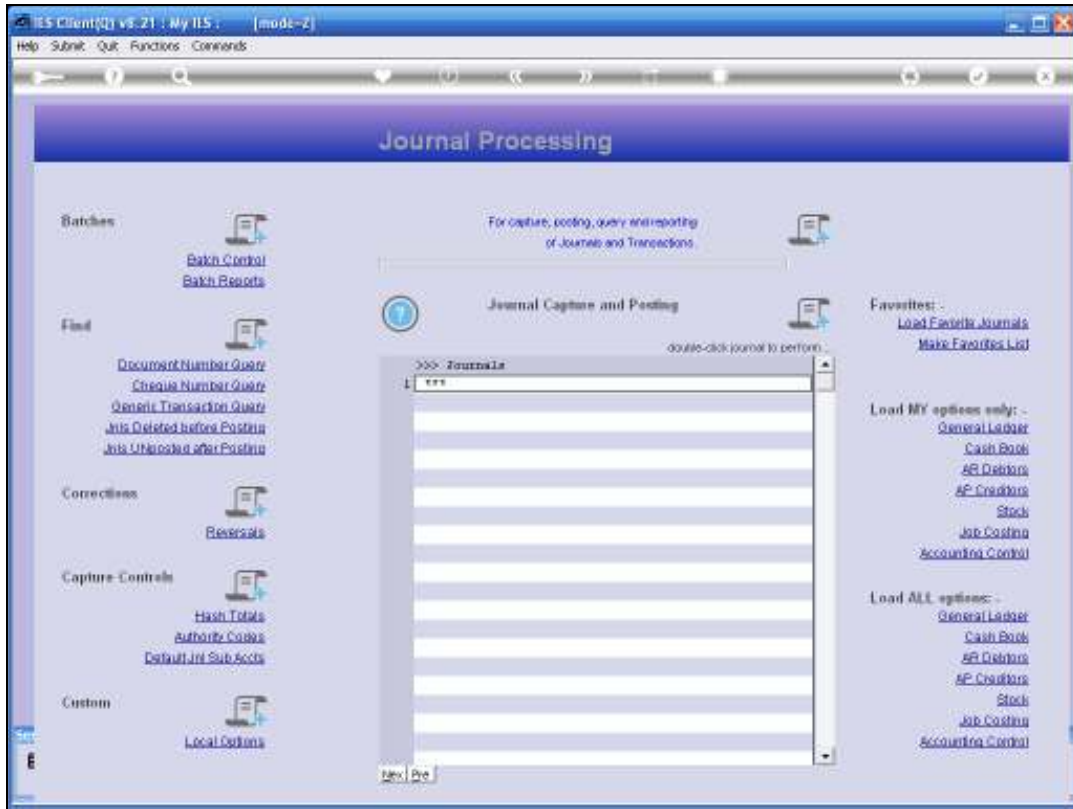 IES Client(Q) v8.21 : My IES : [mode=2]
Help Submit Quit Functions Commands
Journal Processing
Batches
Batch Control
Batch Reports
Find
Document Number Query
Cheque Number Query
Generic Transaction Query
Jnls Deleted before Posting
Jnls UNposted after Posting
Corrections
Reversals
Capture Controls
Hash Totals
Authority Codes
Default Jnl Sub Accts
Custom
Local Options
For capture, posting, query and reporting
of Journals and Transactions.
Journal Capture and Posting
double-click journal to perform ..
>>> Journals
1 ***
Nex Pre
Favorites: -
Load Favorite Journals
Make Favorites List
Load MY options only: -
General Ledger
Cash Book
AR Debtors
AP Creditors
Stock
Job Costing
Accounting Control
Load ALL options: -
General Ledger
Cash Book
AR Debtors
AP Creditors
Stock
Job Costing
Accounting Control